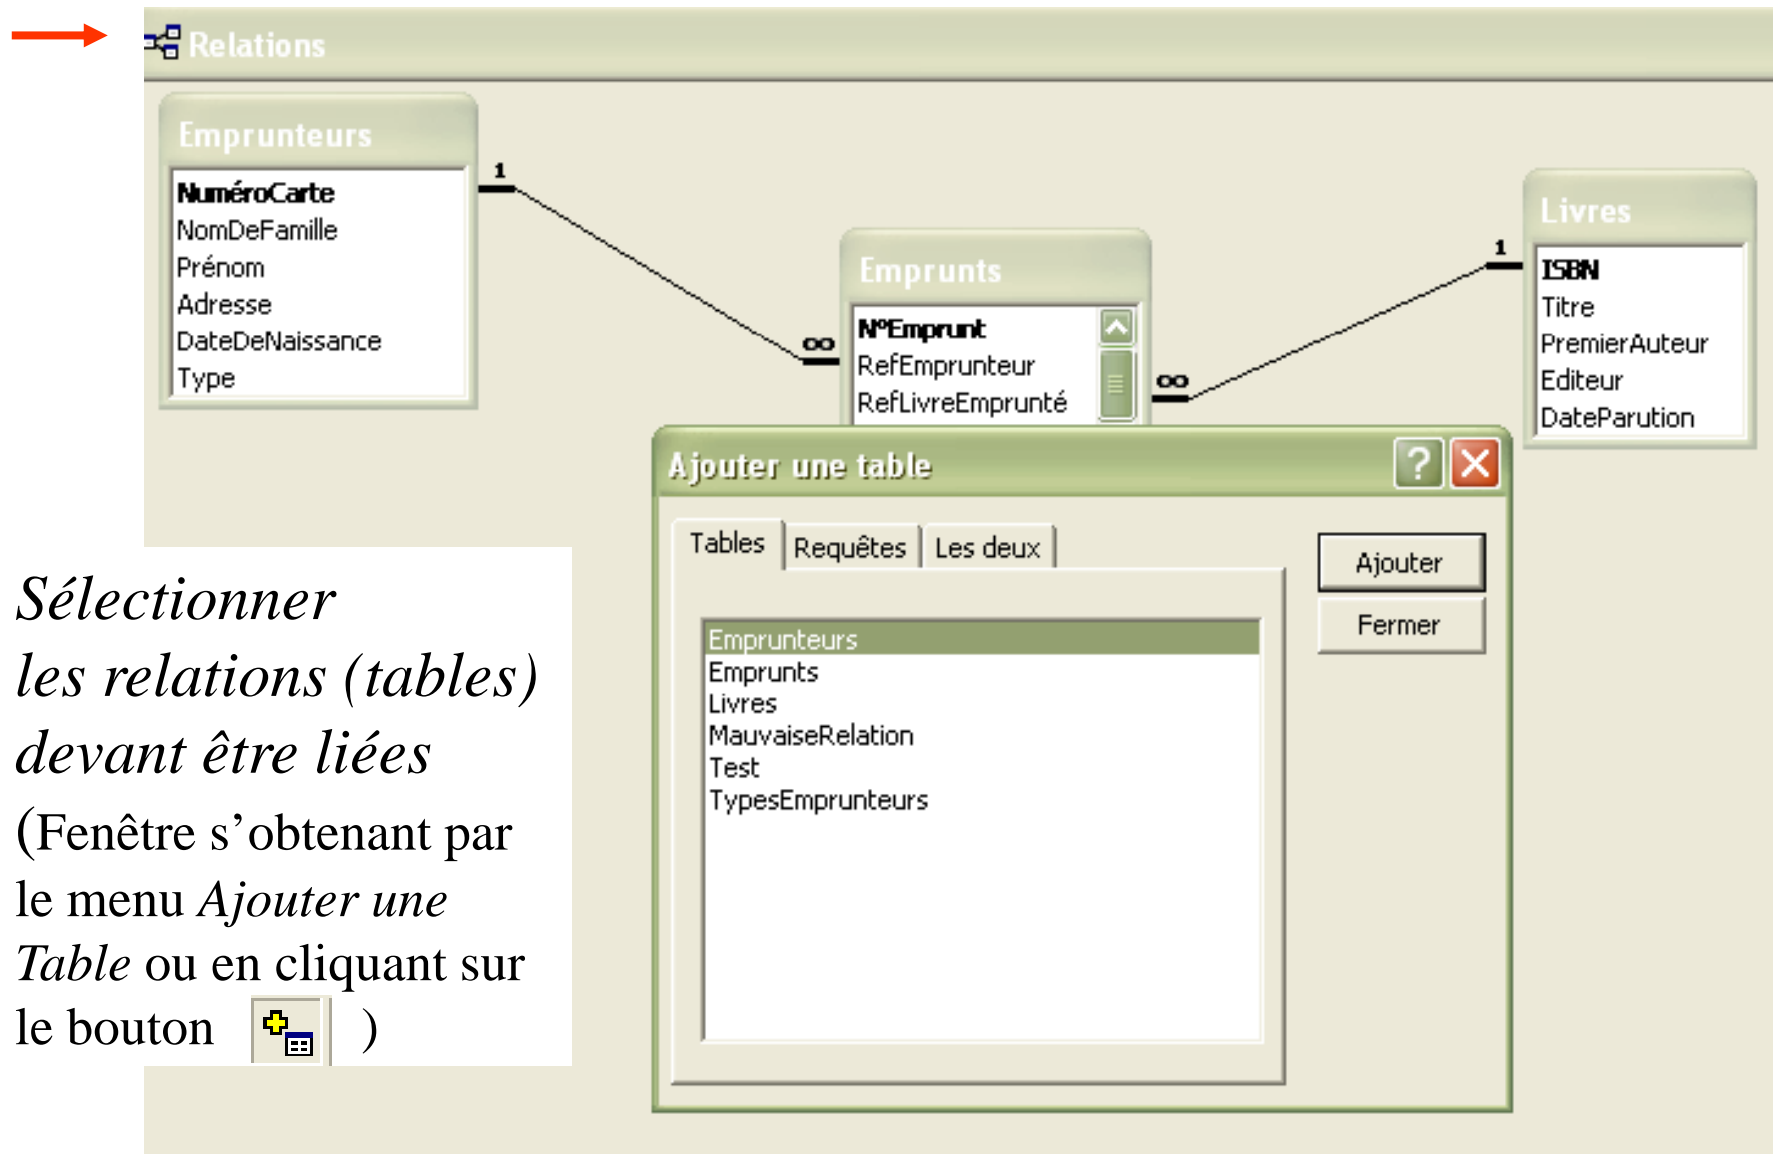 Relations
Emprunteurs
NuméroCarte
NomDeFamille
Prénom
Adresse
DateDeNaissance
Type
1
∞
Emprunts
N°Emprunt
RefEmprunteur
RefLivreEmprunté
∞
1
Livres
ISBN
Titre
PremierAuteur
Editeur
DateParution
Ajouter une table
?
Tables
Requêtes
Les deux
Ajouter
Fermer
Emprunteurs
Emprunts
Livres
MauvaiseRelation
Test
TypesEmprunteurs
Sélectionner
les relations (tables)
devant être liées
(Fenêtre s’obtenant par
le menu Ajouter une
Table ou en cliquant sur
le bouton )